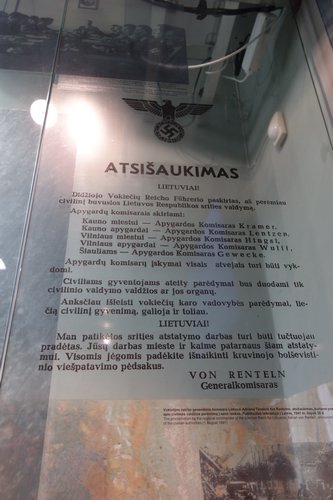 ATSIŠAUKIMAS
LIETUVIAI!
Didžiojo Vokiečių Reicho Führerio paskirtas, aš perėmiau
civilinį buvusios Lietuvos Respublikos srities valdymą.
Apygardų komisarais skiriami:
Kauno miestui — Apygardos Komisaras Kramer,
Kauno apygardai — Apygardos Komisaras Lentzen,
Vilniaus miestui — Apygardos Komisaras Hingst,
Vilniaus apygardai — Apygardos Komisaras Wulff,
Šiauliams — Apygardos Komisaras Gewecke.
Apygardų komisarų įsakymai visais atvejais turi būti vyk-
domi.
Civiliams gyventojams ateity parėdymai bus duodami tik
civilinio valdymo valdžios ar jos organų.
Anksčiau išleisti vokiečių karo vadovybės parėdymai, lie-
čią civilinį gyvenimą, galioja ir toliau.
LIETUVIAI!
Man patikėtos srities atstatymo darbas turi būti tučtuojau
pradėtas. Jūsų darbas mieste ir kaime patarnaus šiam atstaty-
mui. Visomis jėgomis padėkite išnaikinti kruvinojo bolševisti-
nio viešpatavimo pėdsakus.
VON RENTELN
Generalkomisaras